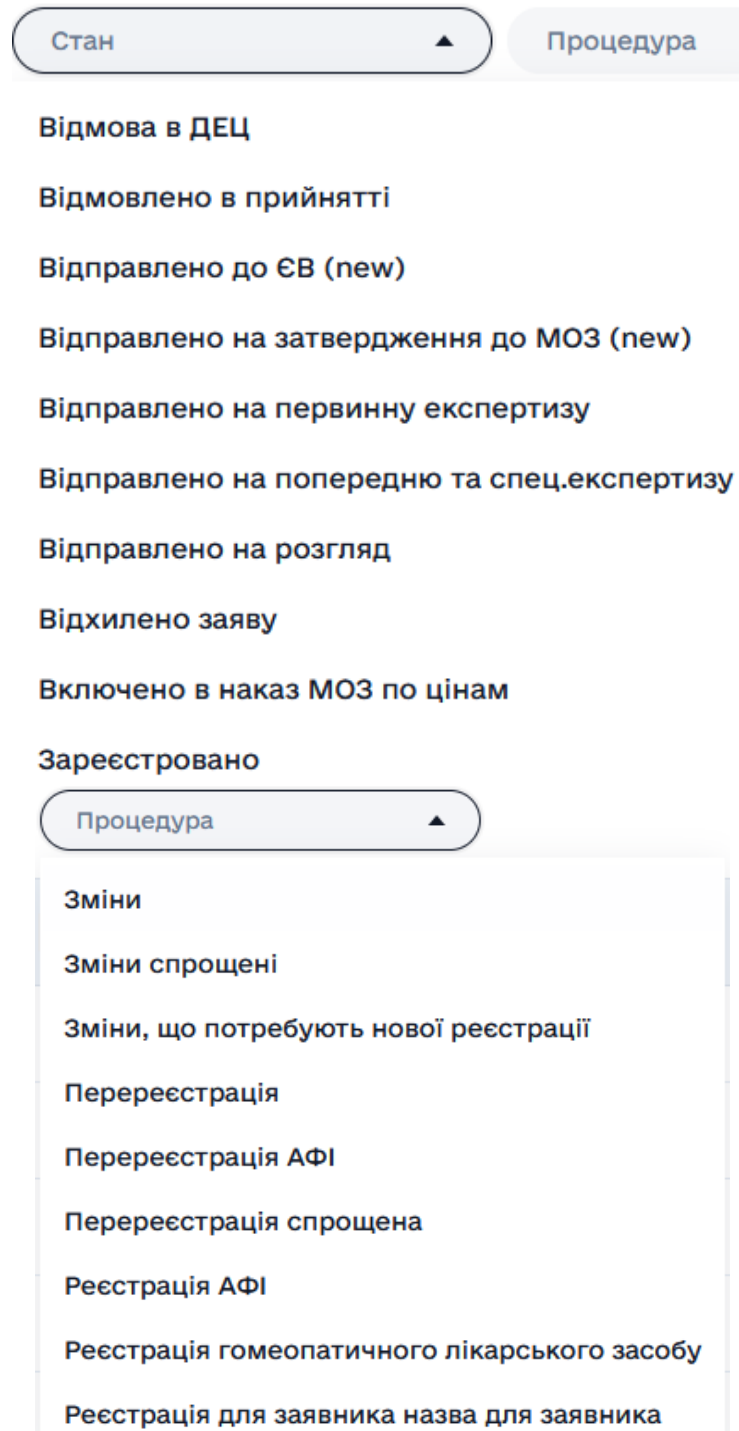 Стан Процедура
Відмова в ДЕЦ
Відмовлено в прийнятті
Відправлено до ЄВ (new)
Відправлено на затвердження до МОЗ (new)
Відправлено на первинну експертизу
Відправлено на попередню та спец.експертизу
Відправлено на розгляд
Відхилено заяву
Включено в наказ МОЗ по цінам
Зареєстровано
Процедура
Зміни
Зміни спрощені
Зміни, що потребують нової реєстрації
Перереєстрація
Перереєстрація АФІ
Перереєстрація спрощена
Реєстрація АФІ
Реєстрація гомеопатичного лікарського засобу
Реєстрація для заявника назва для заявника